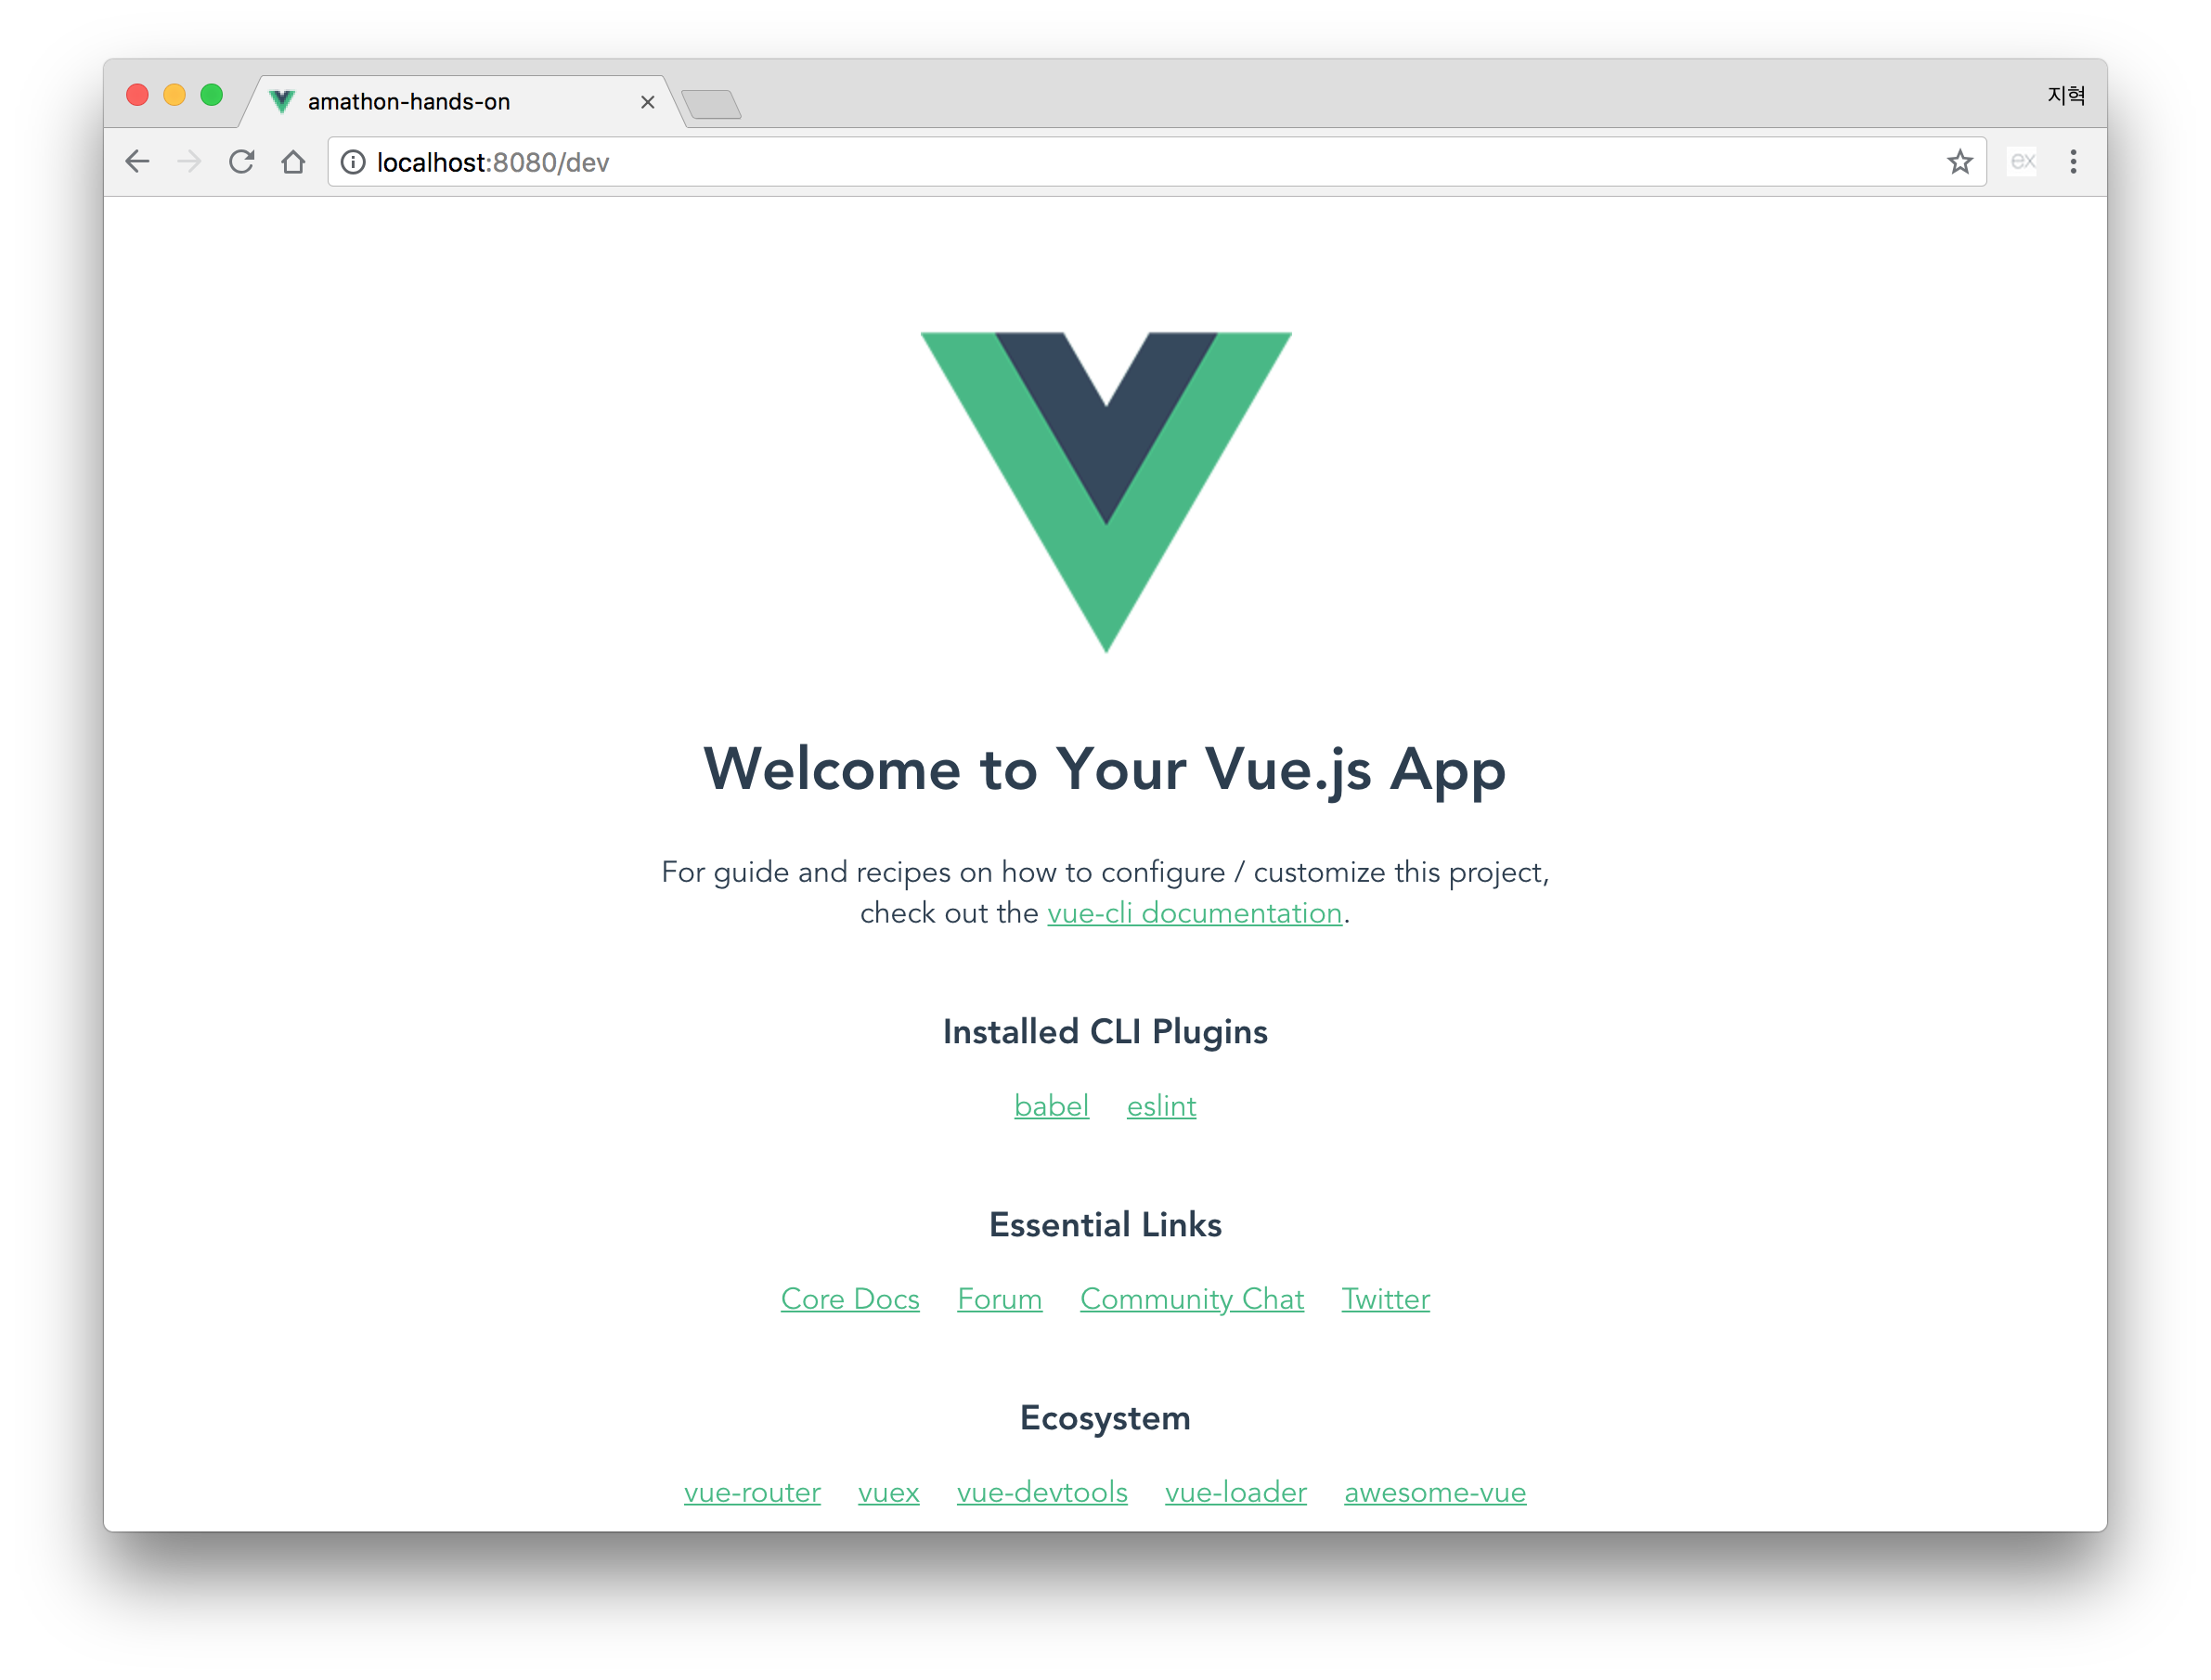 amathon-hands-on
지혁
localhost:8080/dev
ex
Welcome to Your Vue.js App
For guide and recipes on how to configure / customize this project,
check out the vue-cli documentation.
Installed CLI Plugins
babel eslint
Essential Links
Core Docs Forum Community Chat Twitter
Ecosystem
vue-router vuex vue-devtools vue-loader awesome-vue